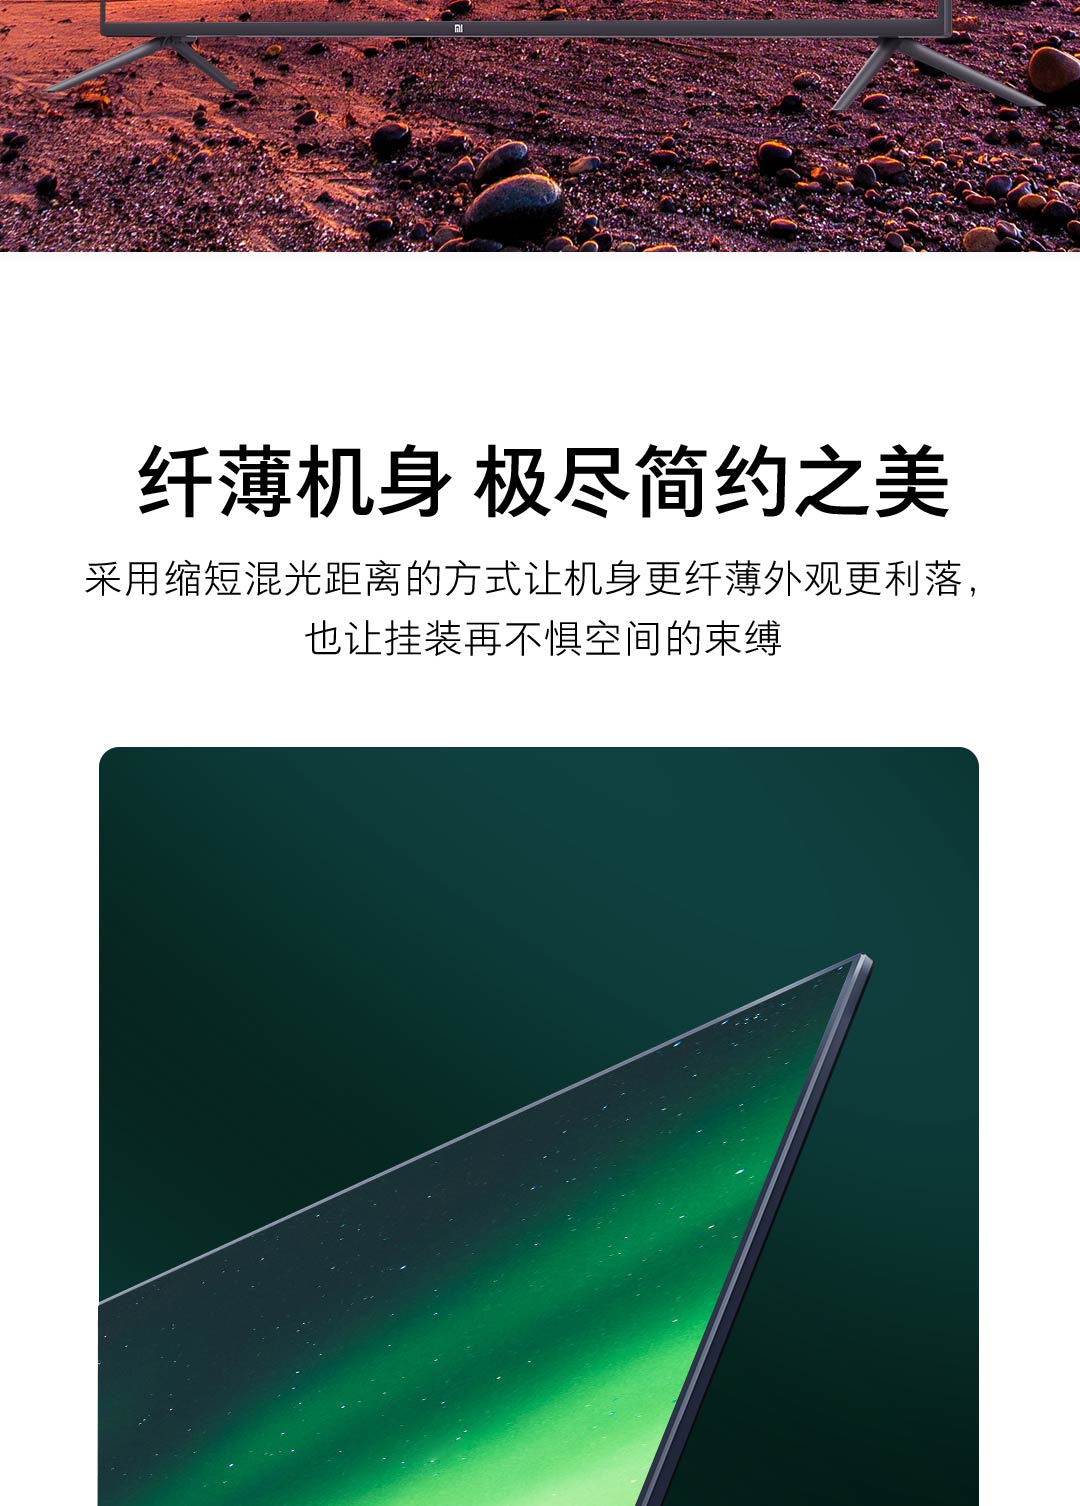 MI
纤薄机身 极尽简约之美
采用缩短混光距离的方式让机身更纤薄外观更利落，
也让挂装再不惧空间的束缚